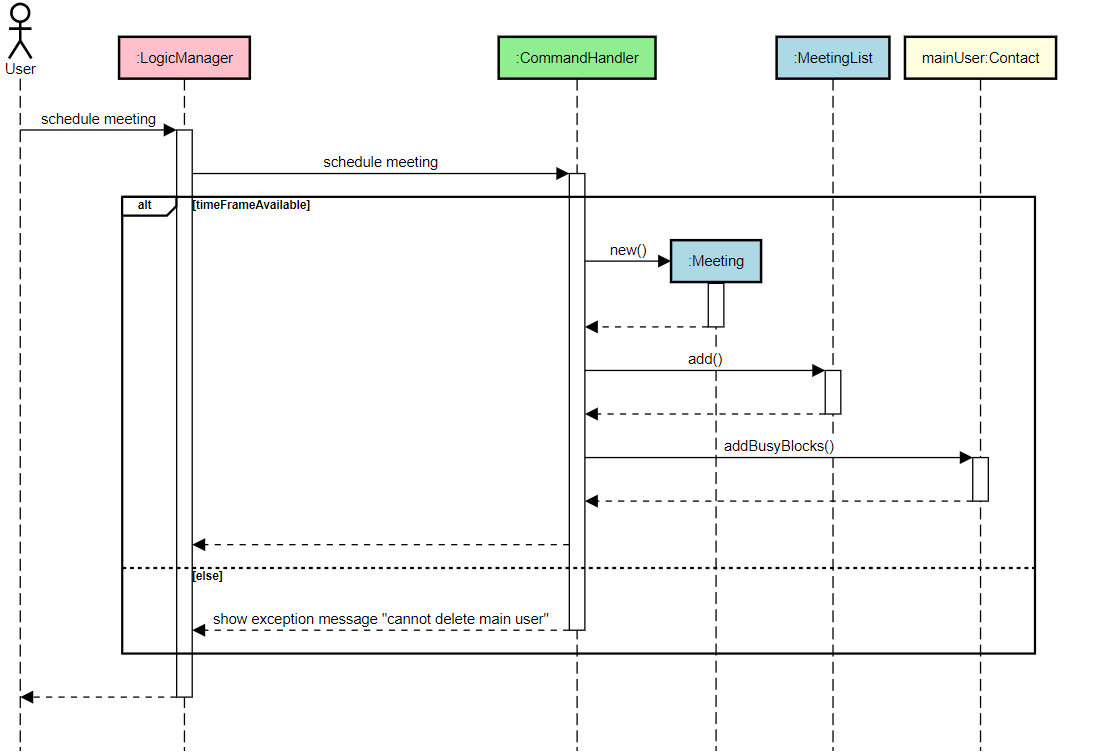 User
:LogicManager
:CommandHandler
:MeetingList
mainUser:Contact
schedule meeting
schedule meeting
alt
[timeFrameAvailable]
new()
:Meeting
add()
addBusyBlocks()
[else]
show exception message "cannot delete main user"